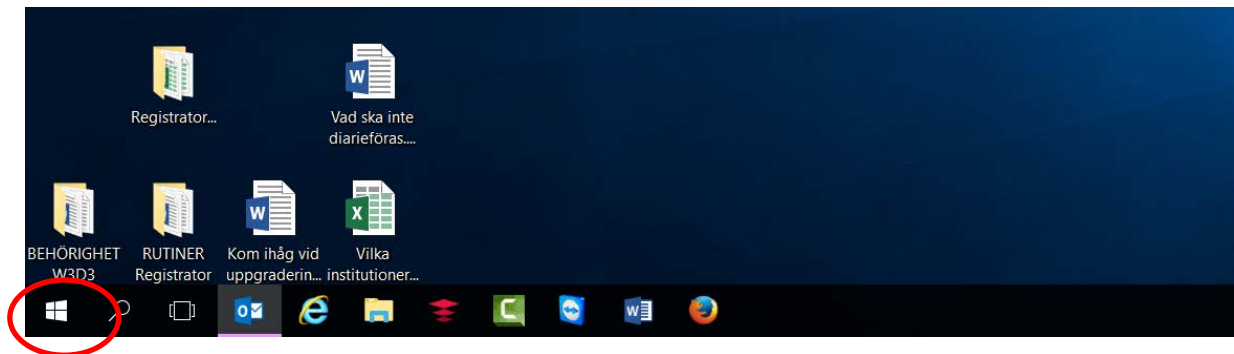 Registrator...
Vad ska inte
diarieföras....
BEHÖRIGHET
W3D3
RUTINER
Registrator
Kom ihåg vid
uppgraderin...
Vilka
institutioner...